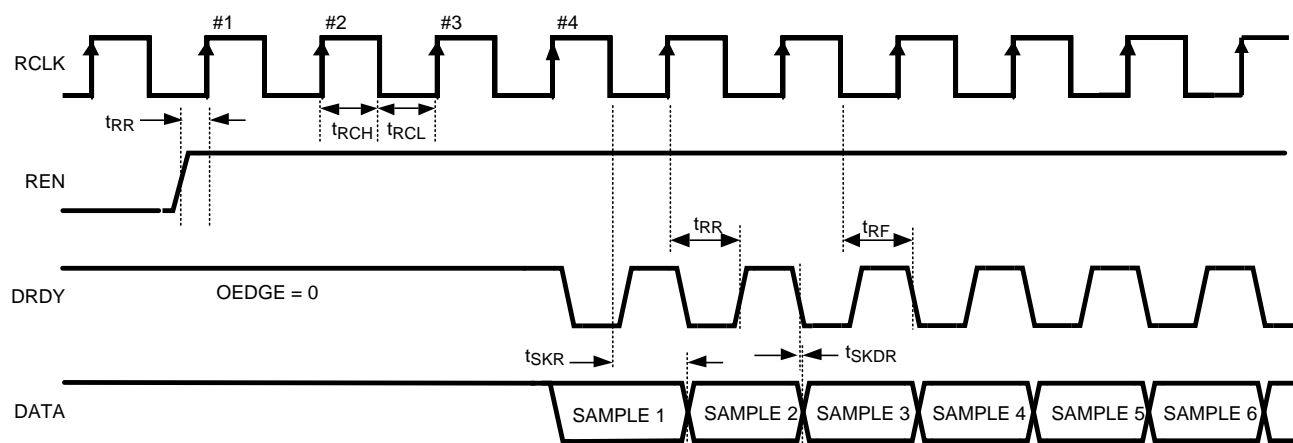 #1 #2 #3 #4
RCLK
tRR
tRCH tRCL
REN
tRR tRF
DRDY
OEDGE = 0
tSKR tSKDR
DATA SAMPLE 1 SAMPLE 2 SAMPLE 3 SAMPLE 4 SAMPLE 5 SAMPLE 6